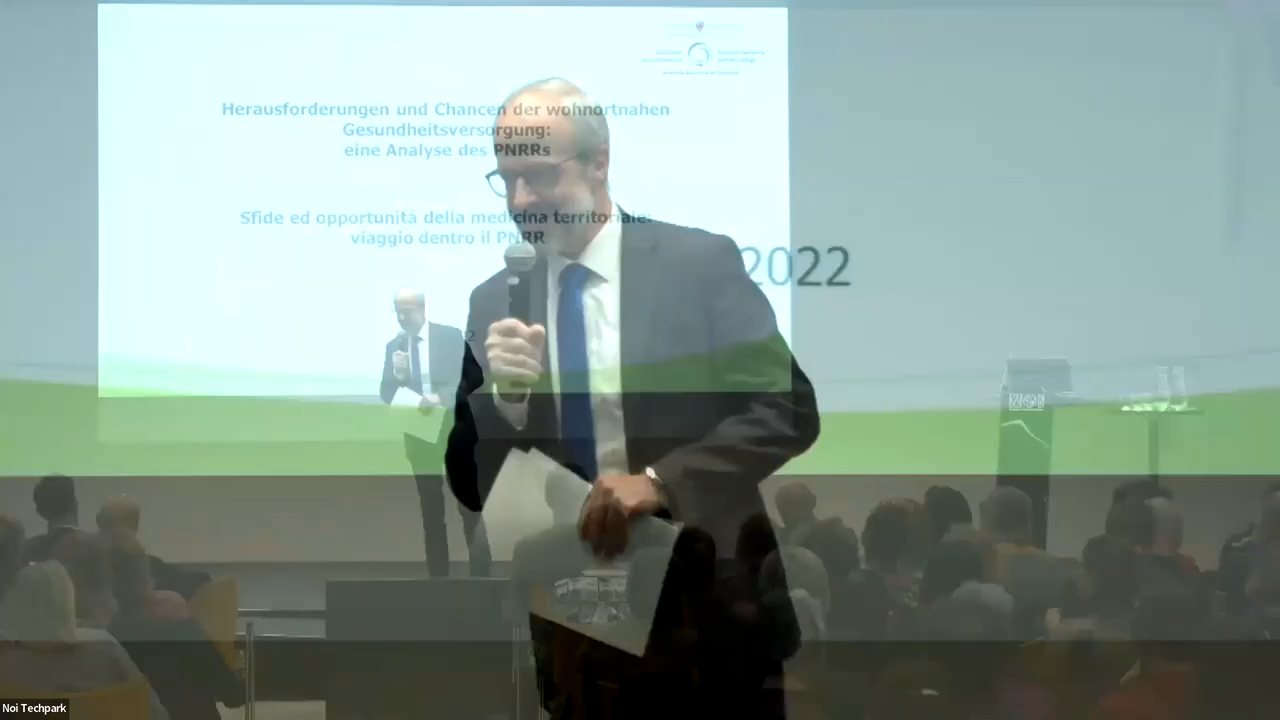 Herausforderungen und Chancen der wohnortnahen
Gesundheitsversorgung:
eine Analyse des PNRRs
Sfide ed opportunità della medicina territoriale:
viaggio dentro il PNRR
2022
Noi Techpark